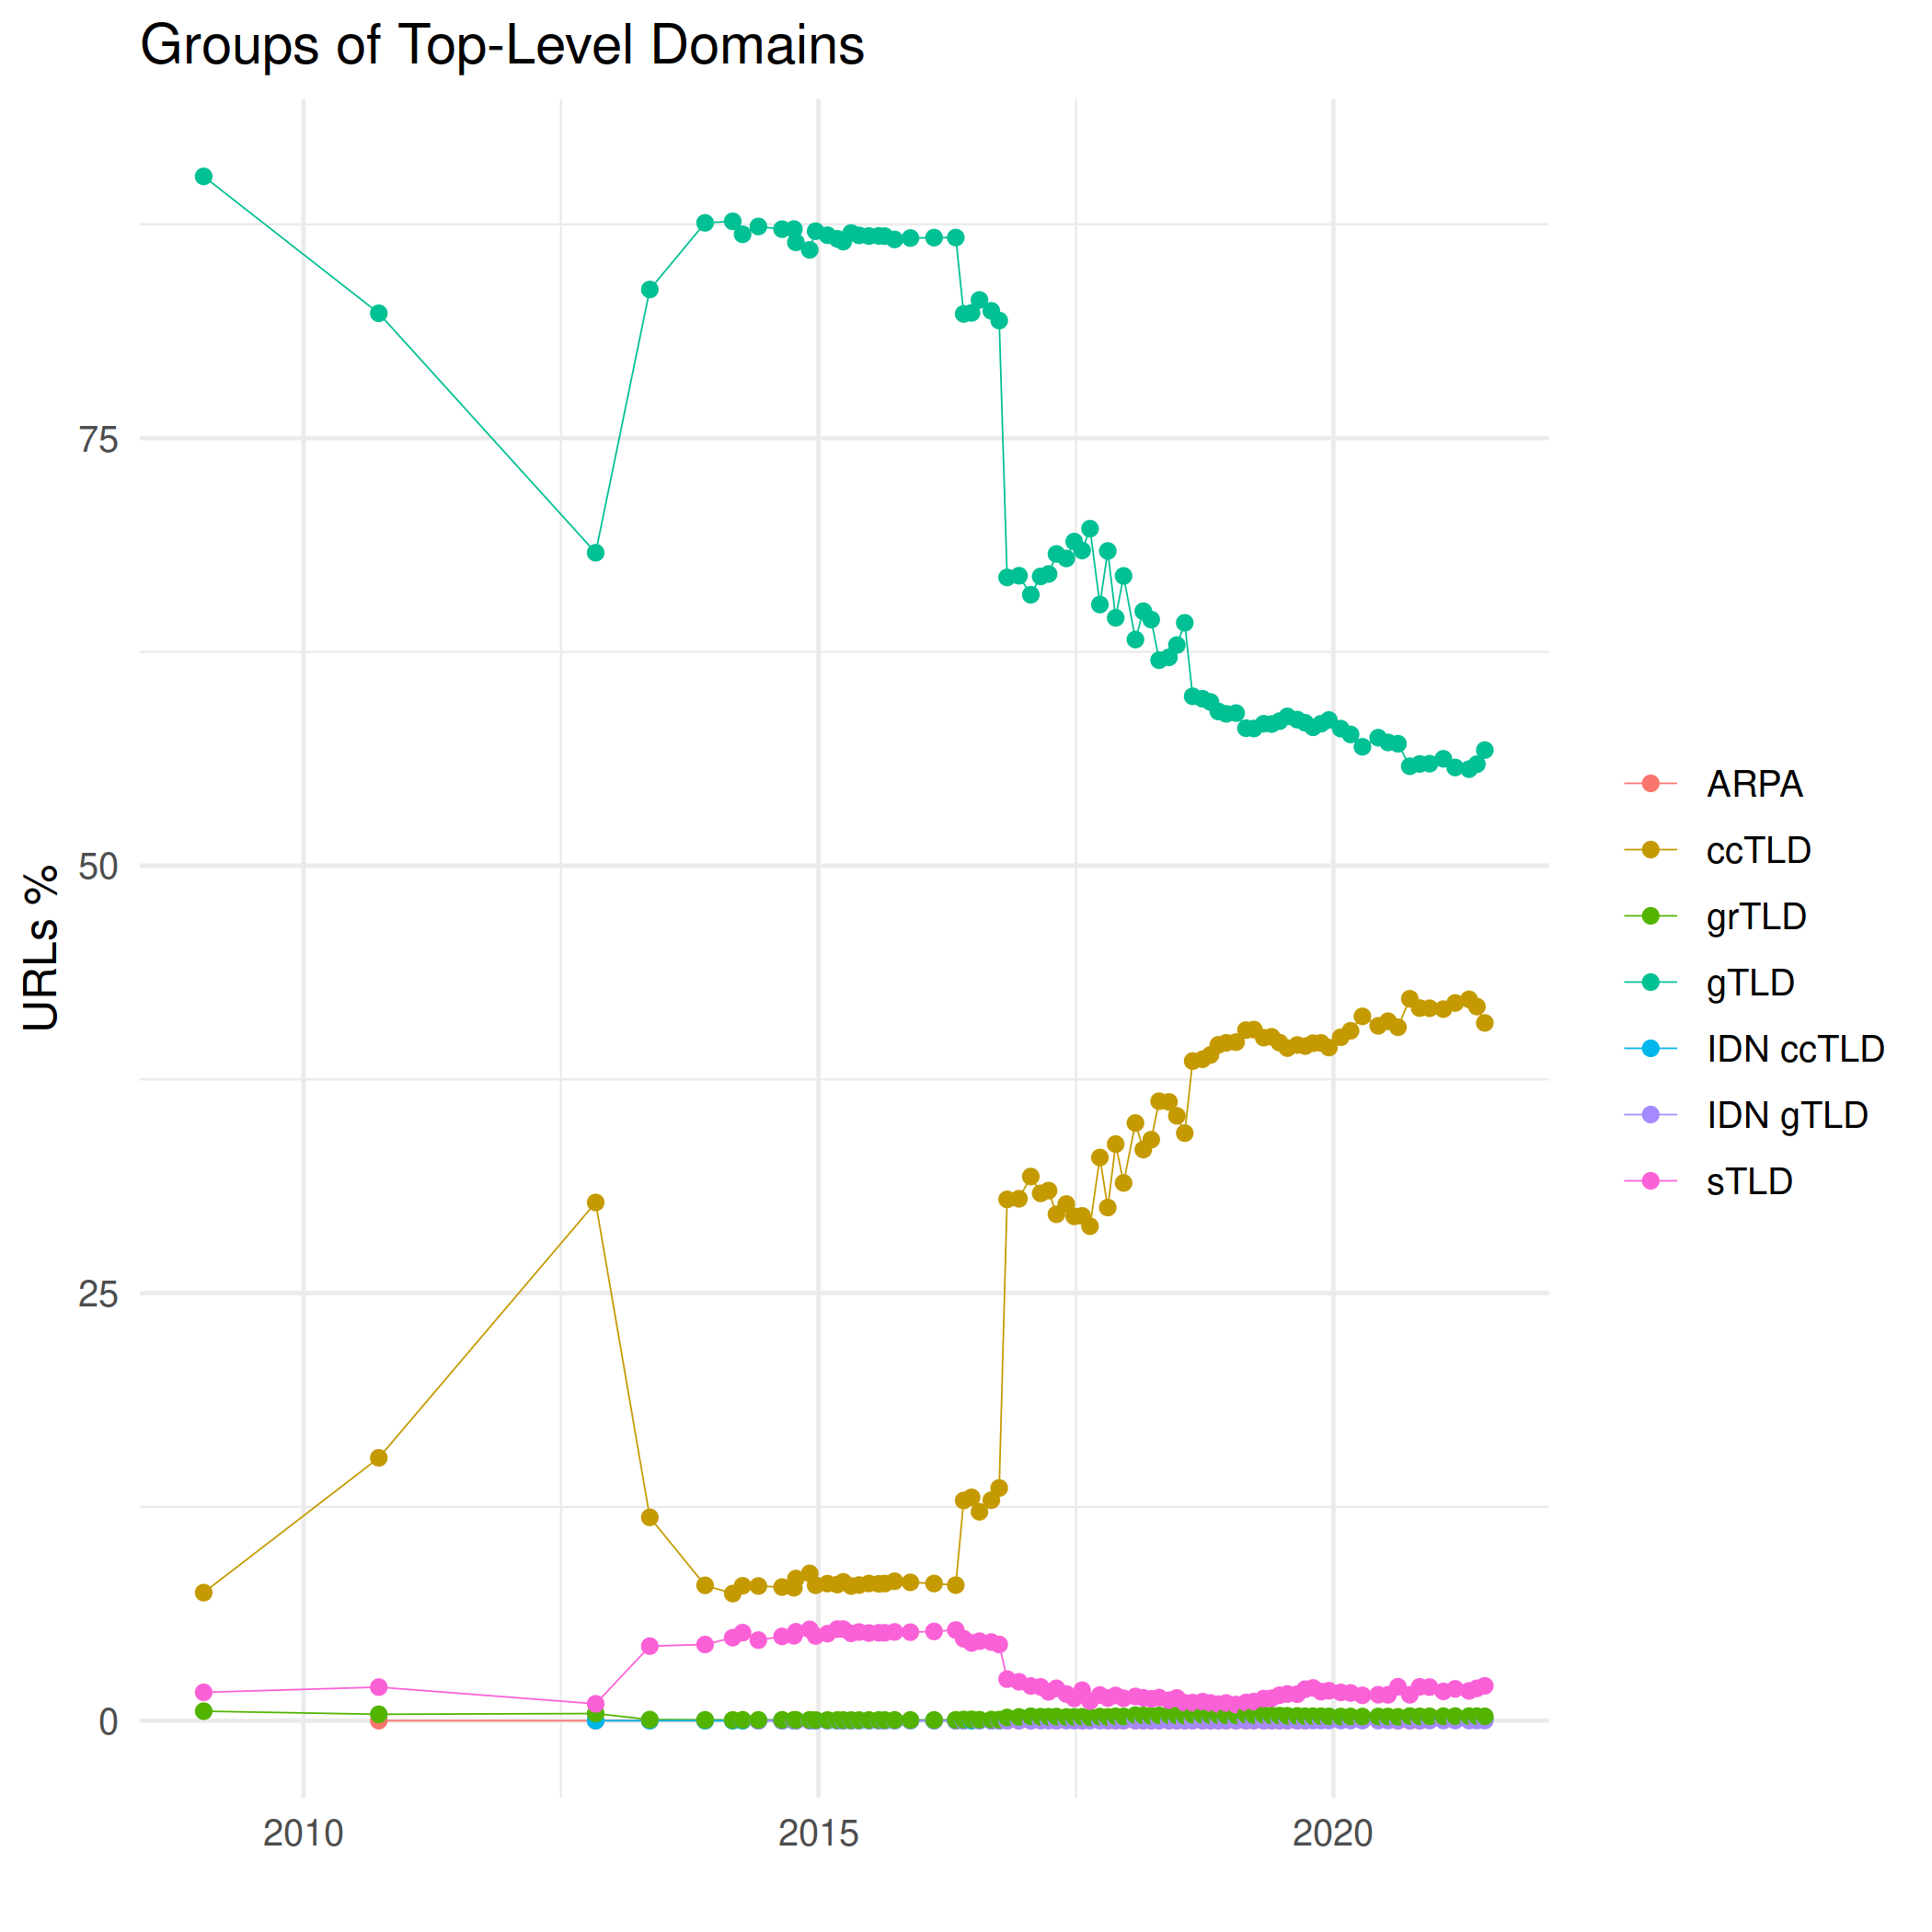 Groups of Top-Level Domains
URLs %
75
50
25
0
2010
2015
2020
ARPA
ccTLD
grTLD
gTLD
IDN ccTLD
IDN gTLD
sTLD